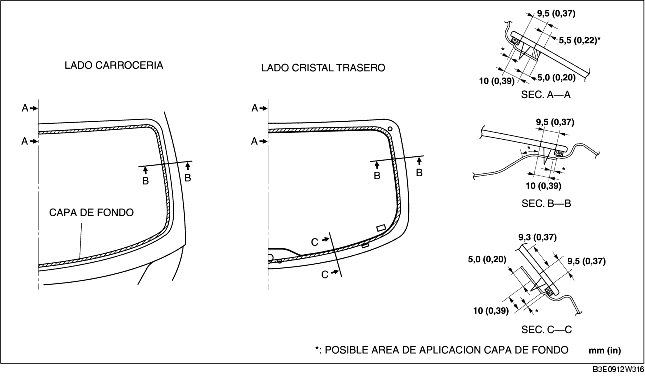 LADO CARROCERIA
LADO CRISTAL TRASERO
A
A
B
B
CAPA DE FONDO
A
A
B
B
C
C
9,5 (0,37)
5,5 (0,22)*
*
10 (0,39)
5,0 (0,20)
SEC. A—A
9,5 (0,37)
*
*
10 (0,39)
SEC. B—B
9,3 (0,37)
5,0 (0,20)
9,5 (0,37)
10 (0,39)
*
SEC. C—C
*: POSIBLE AREA DE APLICACION CAPA DE FONDO
mm (in)
B3E0912W316